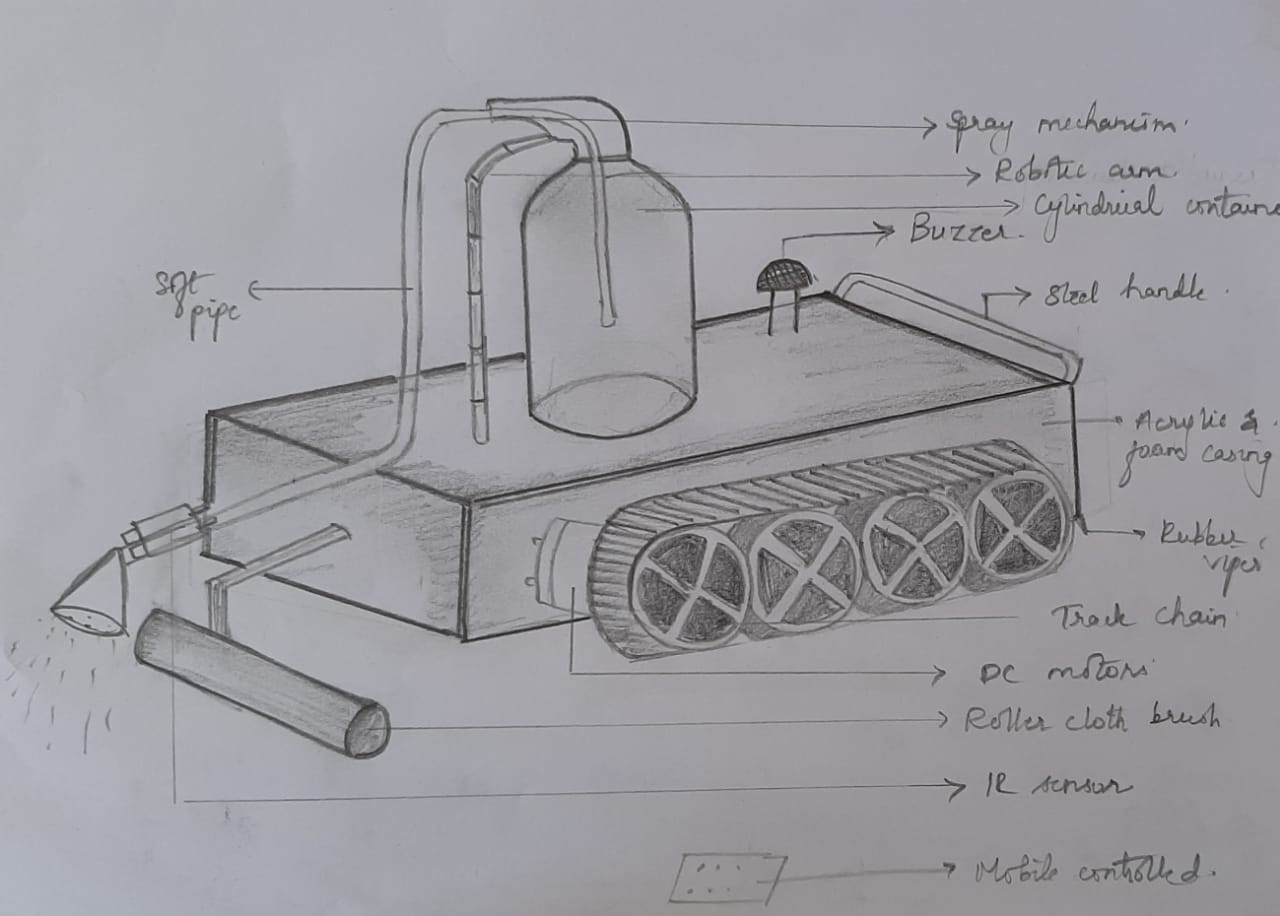 Spray mechanism.
Robotic arm
Cylindrical
Buzzer.
Soft
pipe
Steel handle.
Acrylic &
foam casing
Rubber
viper
Track chain
DC motors
Roller cloth brush
IR sensor
Mobile controlled.